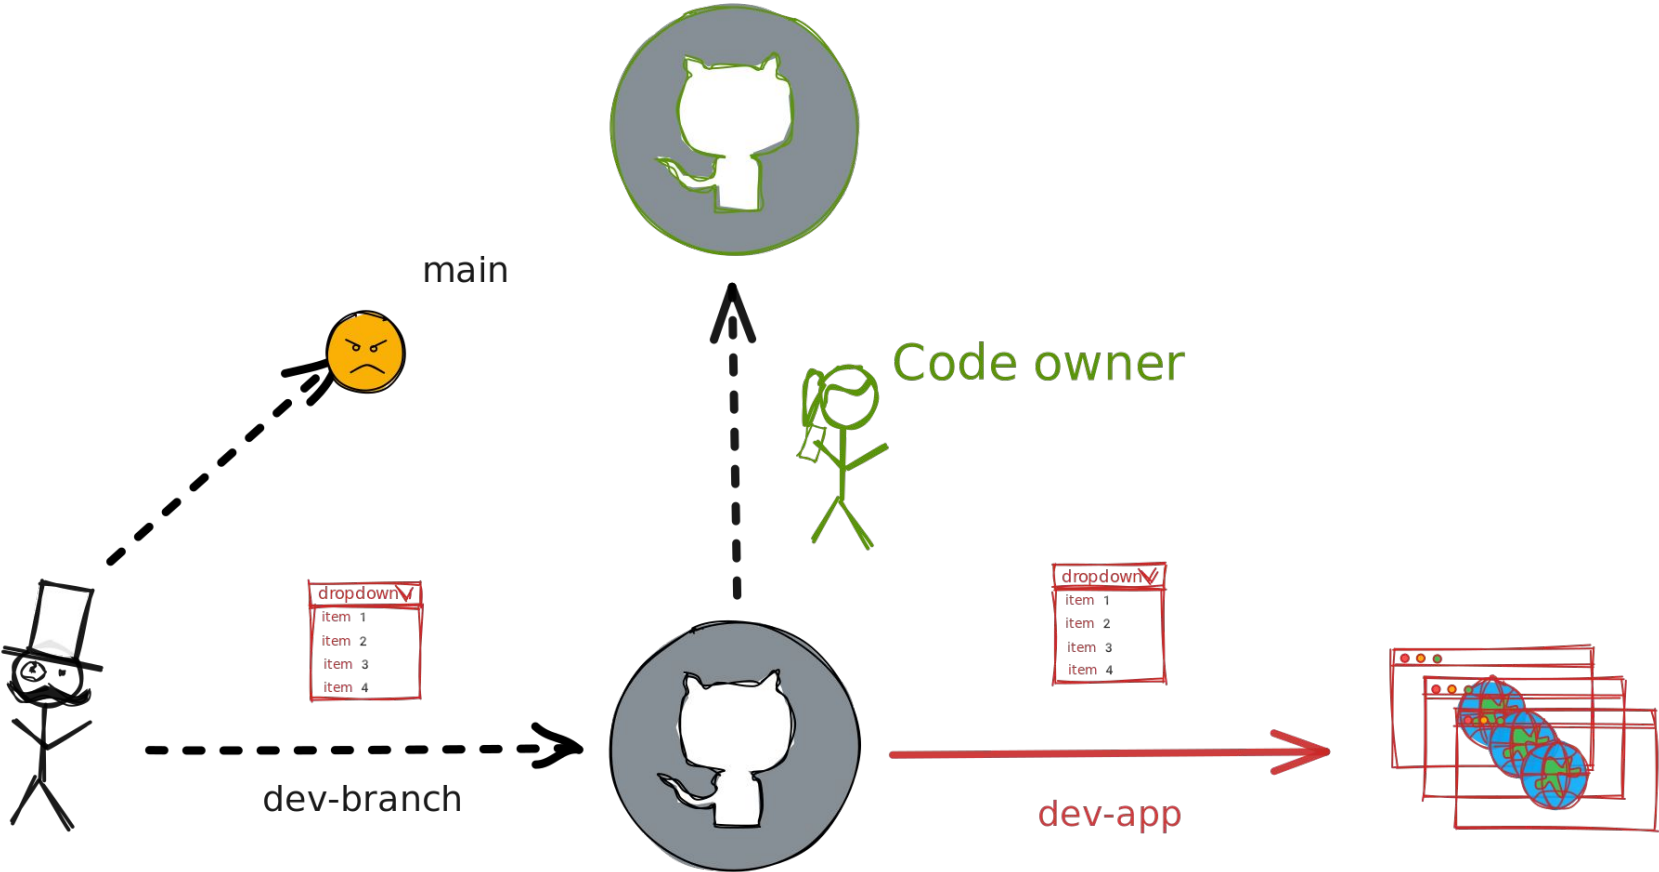 main
Code owner
dropdown
item 1
item 2
item 3
item 4
dropdown
item 1
item 2
item 3
item 4
dev-branch
dev-app